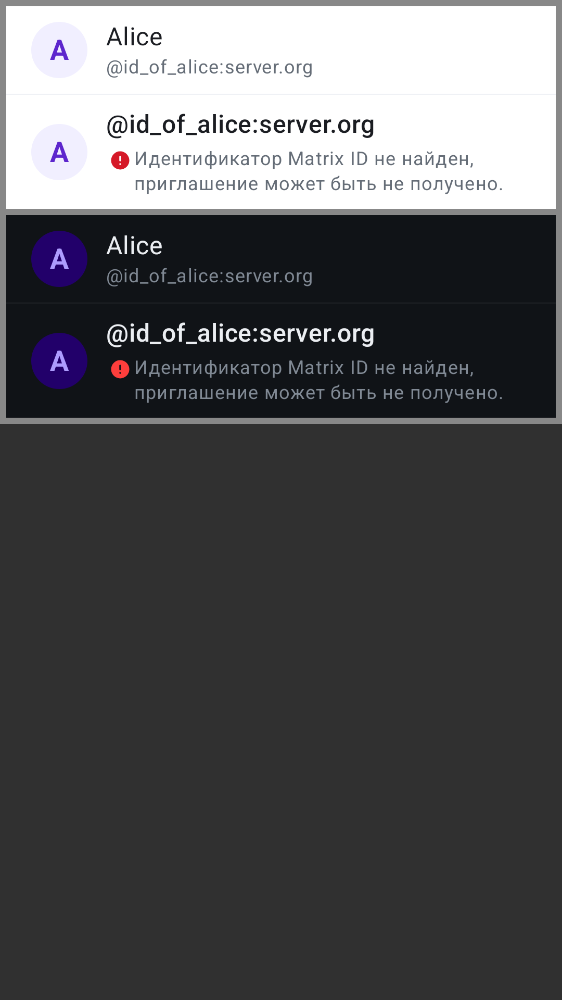 A
Alice
@id_of_alice:server.org
A
@id_of_alice:server.org
Идентификатор Matrix ID не найден,
приглашение может быть не получено.
A
Alice
@id_of_alice:server.org
A
@id_of_alice:server.org
Идентификатор Matrix ID не найден,
приглашение может быть не получено.